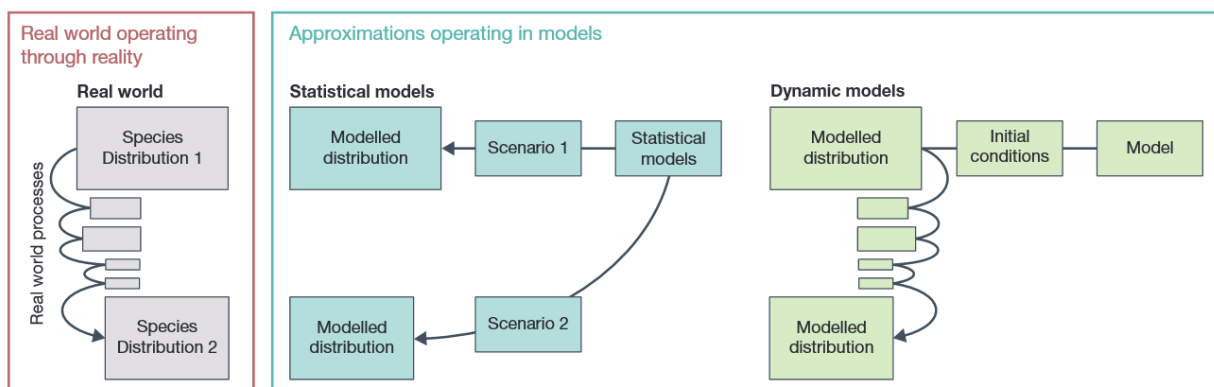 Real world operating
through reality
Real world
Species
Distribution 1
Real world processes
Species
Distribution 2
Approximations operating in models
Statistical models
Modelled
distribution
Scenario 1
Statistical
models
Modelled
distribution
Scenario 2
Dynamic models
Modelled
distribution
Initial
conditions
Model
Modelled
distribution